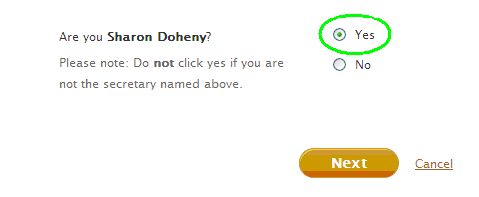 Are you Sharon Doheny?
Yes
Please note: Do not click yes if you are
No
not the secretary named above.
Next
Cancel